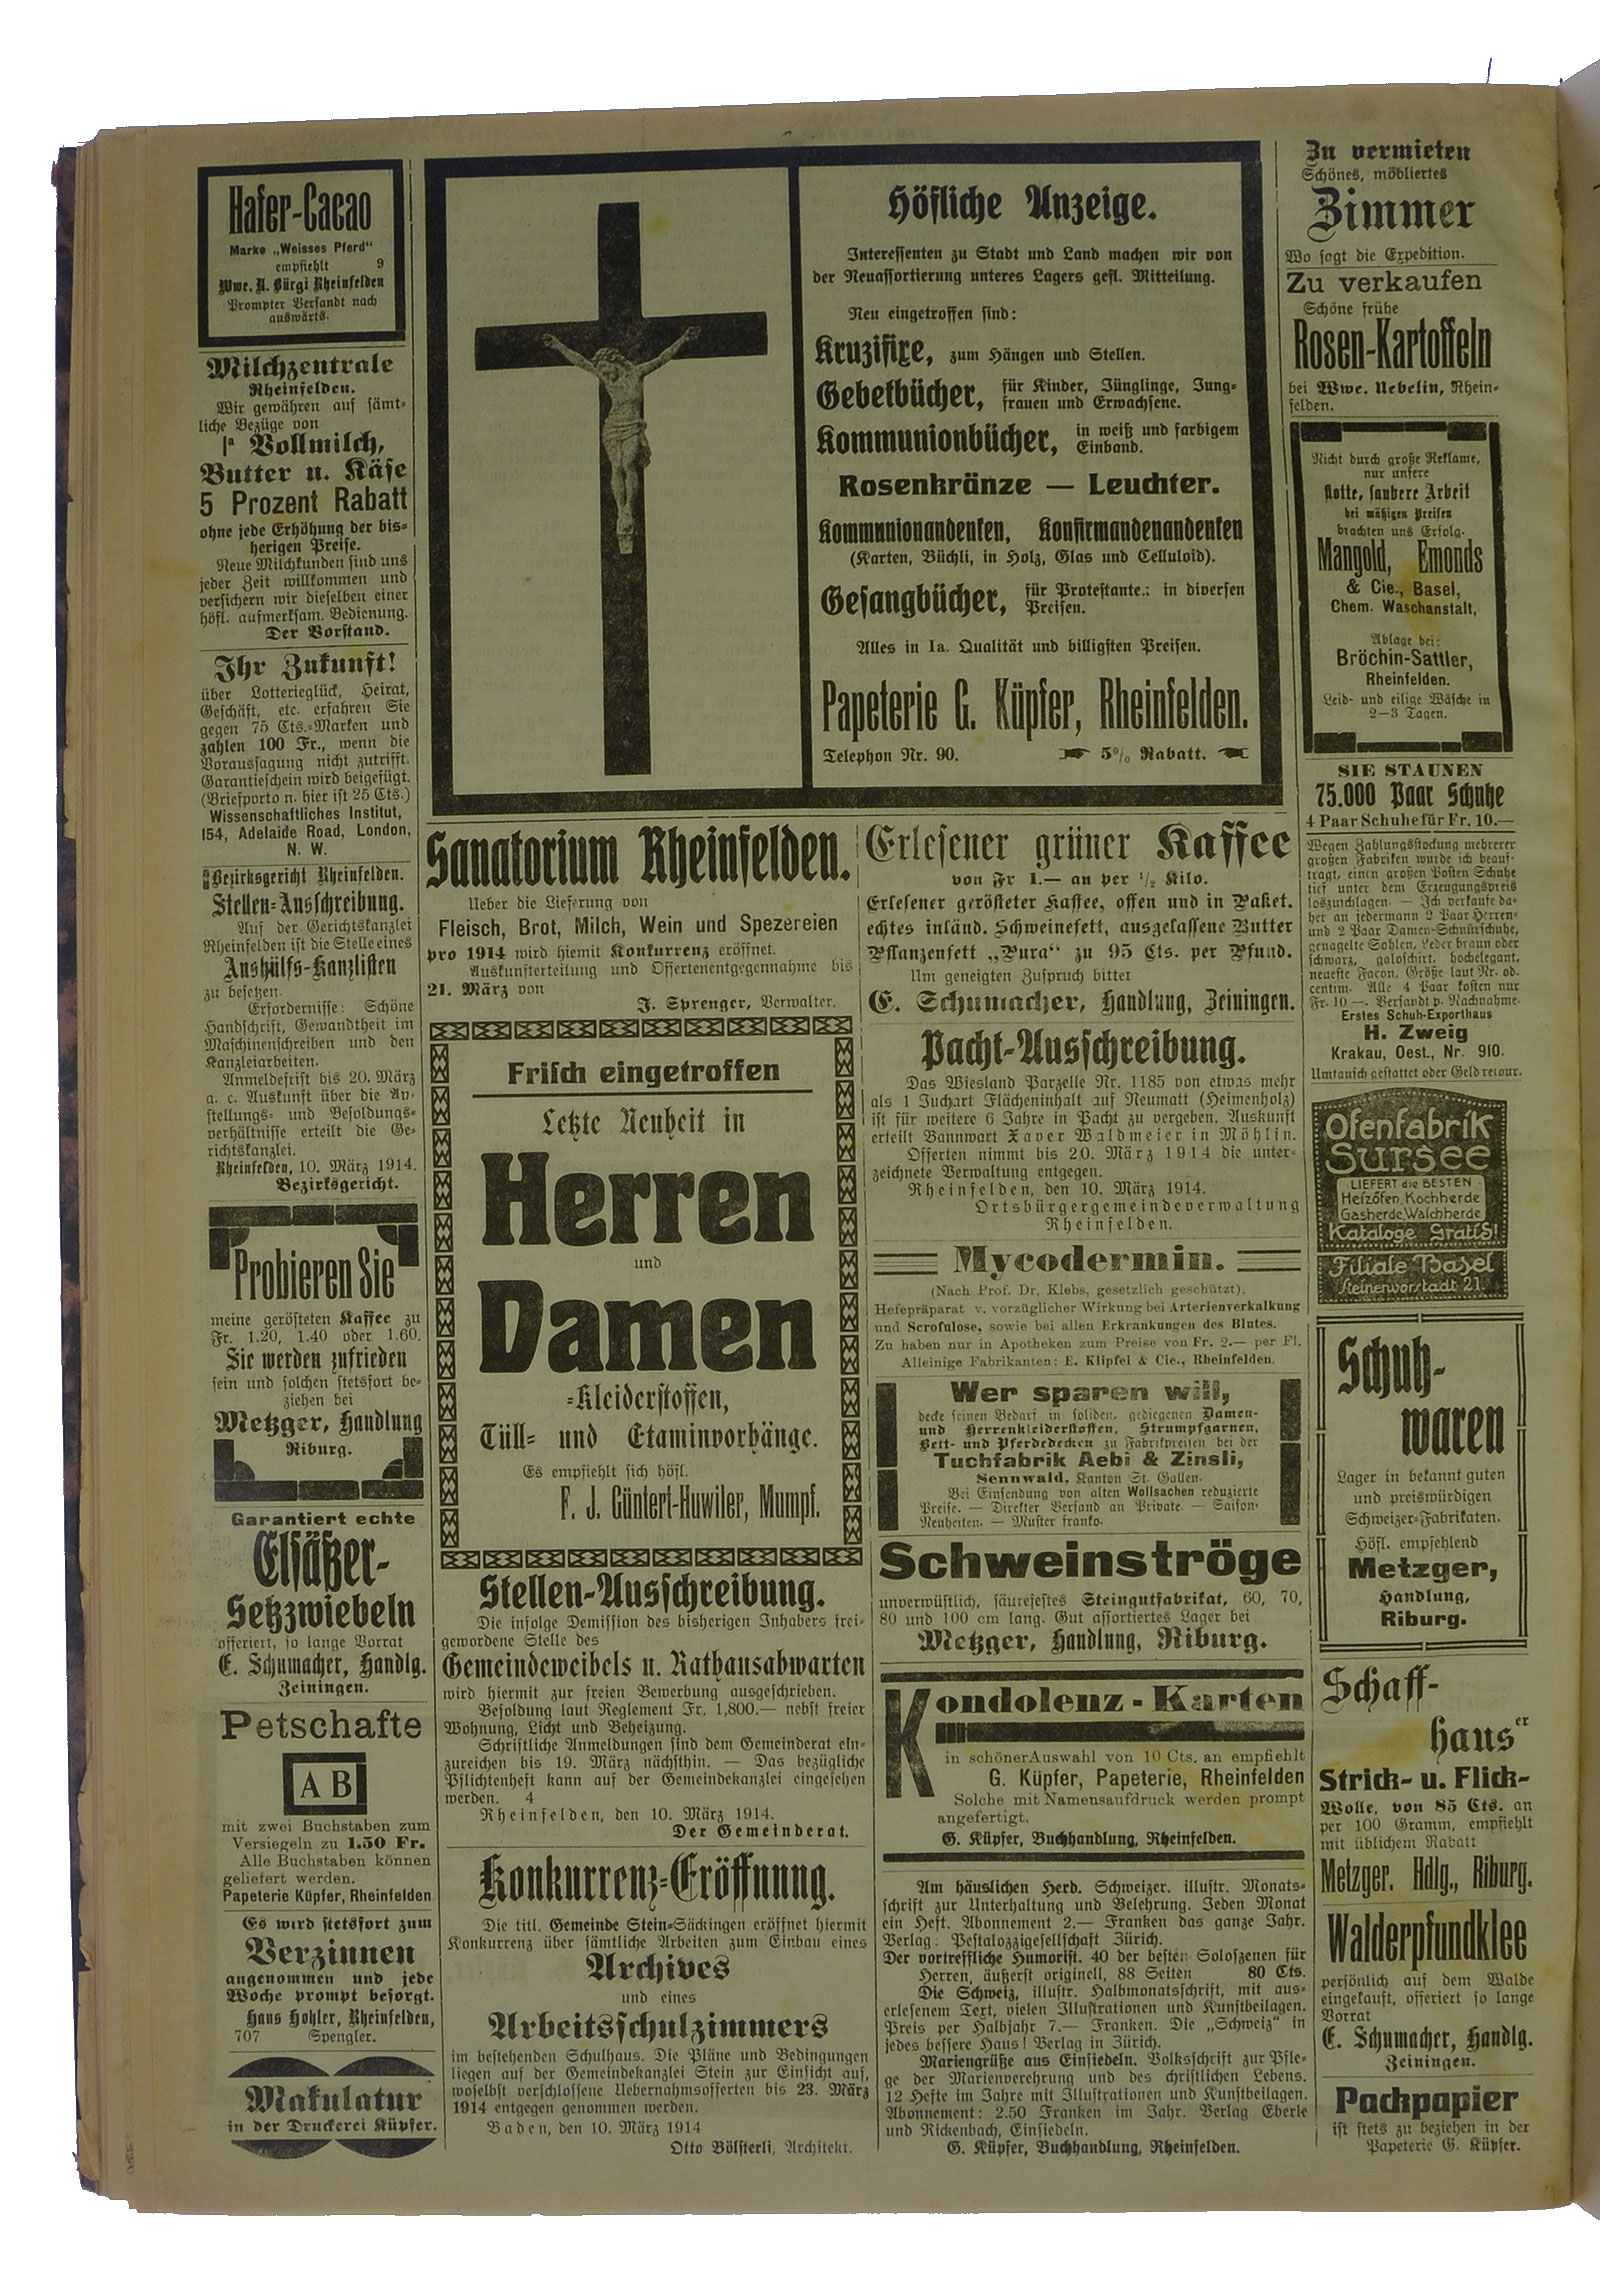 Hafer-Cacao
Marke „Weisses Pferd"
empfiehlt 9
Wwe. A. Bürgi Rheinfelden
Prompter Versandt nach
auswärts.
Milchzentrale
Rheinfelden.
Wir gewähren auf sämt-
liche Bezüge von
Ia Vollmilch,
Butter u. Käse
5 Prozent Rabatt
ohne jede Erhöhung der bis-
herigen Preise.
Neue Milchkunden sind uns
jeder Zeit willkommen und
versichern wir dieselben einer
höfl. aufmerksam. Bedienung.
Der Vorstand.
Ihr Zukunft!
über Lotterieglück, Heirat,
Geschäft, etc. erfahren Sie
gegen 75 Cts.-Marken und
zahlen 100 Fr., wenn die
Voraussagung nicht zutrifft.
Garantieschein wird beigefügt.
(Briefporto n. hier ist 25 Cts.)
Wissenschaftliches Institut,
154, Adelaide Road, London,
N. W.
Bezirksgericht Rheinfelden.
Stellen-Ausschreibung.
Auf der Gerichtskanzlei
Rheinfelden ist die Stelle eines
Aushülfs-Kanzlisten
zu besetzen.
Erfordernisse: Schöne
Handschrift, Gewandtheit im
Maschinenschreiben und den
Kanzleiarbeiten.
Anmeldefrist bis 20. März
a. c. Auskunft über die An-
stellungs- und Besoldungs-
verhältnisse erteilt die Ge-
richtskanzlei.
Rheinfelden, 10. März 1914.
Bezirksgericht.
Probieren Sie
meine gerösteten Kaffee zu
Fr. 1.20, 1.40 oder 1.60.
Sie werden zufrieden
sein und solchen stetsfort be-
ziehen bei
Metzger, Handlung
Riburg.
Garantiert echte
Elsäßer-
Setzzwiebeln
offeriert, so lange Vorrat
E. Schumacher, Handlg.
Zeiningen.
Petschafte
A B
mit zwei Buchstaben zum
Versiegeln zu 1.50 Fr.
Alle Buchstaben können
geliefert werden.
Papeterie Küpfer, Rheinfelden
Es wird stetsfort zum
Verzinnen
angenommen und jede
Woche prompt besorgt.
Hans Hohler, Rheinfelden,
707 Spengler.
Makulatur
in der Druckerei Küpfer.
Höfliche Anzeige.
Interessenten zu Stadt und Land machen wir von
der Neuassortierung unseres Lagers gefl. Mitteilung.
Neu eingetroffen sind:
Kruzifixe, zum Hängen und Stellen.
Gebetbücher, für Kinder, Jünglinge, Jung-
frauen und Erwachsene.
Kommunionbücher, in weiß und farbigem
Einband.
Rosenkränze — Leuchter.
Kommunionandenken, Konfirmandenandenken
(Karten, Büchli, in Holz, Glas und Celluloid).
Gesangbücher, für Protestante.: in diversen
Preisen.
Alles in Ia. Qualität und billigsten Preisen.
Papeterie G. Küpfer, Rheinfelden.
Telephon Nr. 90. 5% Rabatt.
Sanatorium Rheinfelden.
Ueber die Lieferung von
Fleisch, Brot, Milch, Wein und Spezereien
pro 1914 wird hiemit Konkurrenz eröffnet.
Auskunfterteilung und Offertenentgegennahme bis
21. März von
J. Sprenger, Verwalter.
Frisch eingetroffen
Letzte Neuheit in
Herren
und
Damen
-Kleiderstoffen,
Tüll- und Etaminvorhänge.
Es empfiehlt sich höfl.
F. J. Güntert-Huwiler, Mumpf.
Stellen-Ausschreibung.
Die infolge Demission des bisherigen Inhabers frei-
gewordene Stelle des
Gemeindeweibels u. Rathausabwarten
wird hiermit zur freien Bewerbung ausgeschrieben.
Besoldung laut Reglement Fr. 1,800.— nebst freier
Wohnung, Licht und Beheizung.
Schriftliche Anmeldungen sind dem Gemeinderat ein-
zureichen bis 19. März nächsthin. — Das bezügliche
Pflichtenheft kann auf der Gemeindekanzlei eingesehen
werden. 4
Rheinfelden, den 10. März 1914.
Der Gemeinderat.
Konkurrenz-Eröffnung.
Die titl. Gemeinde Stein-Säckingen eröffnet hiermit
Konkurrenz über sämtliche Arbeiten zum Einbau eines
Archives
und eines
Arbeitsschulzimmers
im bestehenden Schulhaus. Die Pläne und Bedingungen
liegen auf der Gemeindekanzlei Stein zur Einsicht auf,
woselbst verschlossene Uebernahmsofferten bis 23. März
1914 entgegen genommen werden.
Baden, den 10. März 1914
Otto Bölsterli, Architekt.
Erlesener grüner Kaffee
von Fr 1.— an per 1/2 Kilo.
Erlesener gerösteter Kaffee, offen und in Paket.
echtes inländ. Schweinefett, ausgelassene Butter
Pflanzenfett „Pura" zu 95 Cts. per Pfund.
Um geneigten Zuspruch bittet
E. Schumacher, Handlung, Zeiningen.
Pacht-Ausschreibung.
Das Wiesland Parzelle Nr. 1185 von etwas mehr
als 1 Juchart Flächeninhalt auf Neumatt (Heimenholz)
ist für weitere 6 Jahre in Pacht zu vergeben. Auskunft
erteilt Bannwart Xaver Waldmeier in Möhlin.
Offerten nimmt bis 20. März 1914 die unter-
zeichnete Verwaltung entgegen.
Rheinfelden, den 10. März 1914.
Ortsbürgergemeindeverwaltung
Rheinfelden.
Mycodermin.
(Nach Prof. Dr. Klebs, gesetzlich geschützt).
Hefepräparat v. vorzüglicher Wirkung bei Arterienverkalkung
und Scrofulose, sowie bei allen Erkrankungen des Blutes.
Zu haben nur in Apotheken zum Preise von Fr. 2.— per Fl.
Alleinige Fabrikanten: E. Klipfel & Cie., Rheinfelden.
Wer sparen will,
decke seinen Bedarf in soliden, gediegenen Damen-
und Herrenkleiderstoffen, Strumpfgarnen,
Bett- und Pferdedecken zu Fabrikpreisen bei der
Tuchfabrik Aebi & Zinsli,
Sennwald, Kanton St. Gallen.
Bei Einsendung von alten Wollsachen reduzierte
Preise. — Direkter Versand an Private — Saison-
Neuheiten. — Muster franko.
Schweinströge
unverwüstlich, säurefestes Steingutfabrikat, 60, 70,
80 und 100 cm lang. Gut assortiertes Lager bei
Metzger, Handlung, Riburg.
Kondolenz-Karten
in schöner Auswahl von 10 Cts. an empfiehlt
G. Küpfer, Papeterie, Rheinfelden
Solche mit Namensaufdruck werden prompt
angefertigt.
G. Küpfer, Buchhandlung, Rheinfelden.
Am häuslichen Herd. Schweizer. illustr. Monats-
schrift zur Unterhaltung und Belehrung. Jeden Monat
ein Heft. Abonnement 2.— Franken das ganze Jahr.
Verlag: Pestalozzigesellschaft Zürich.
Der vortreffliche Humorist. 40 der besten Soloszenen für
Herren, äußerst originell, 88 Seiten 80 Cts.
Die Schweiz, illustr. Halbmonatsschrift, mit aus-
erlesenem Text, vielen Illustrationen und Kunstbeilagen.
Preis per Halbjahr 7.— Franken. Die „Schweiz" in
jedes bessere Haus! Verlag in Zürich.
Mariengrüße aus Einsiedeln. Volksschrift zur Pfle-
ge der Marienverehrung und des christlichen Lebens.
12 Hefte im Jahre mit Illustrationen und Kunstbeilagen.
Abonnement: 2.50 Franken im Jahr. Verlag Eberle
und Rickenbach, Einsiedeln.
G. Küpfer, Buchhandlung, Rheinfelden.
Zu vermieten
Schönes, möbliertes
Zimmer
Wo sagt die Expedition.
Zu verkaufen
Schöne frühe
Rosen-Kartoffeln
bei Wwe. Uebelin, Rhein-
felden.
Nicht durch große Reklame,
nur unsere
flotte, saubere Arbeit
bei mäßigen Preisen
brachten uns Erfolg.
Mangold, Emonds
& Cie., Basel,
Chem. Waschanstalt,
Ablage bei:
Bröchin-Sattler,
Rheinfelden.
Leid- und eilige Wäsche in
2—3 Tagen.
SIE STAUNEN
75.000 Paar Schuhe
4 Paar Schuhe für Fr. 10.—
Wegen Zahlungsstockung mehrerer
großen Fabriken wurde ich beauf-
tragt, einen großen Posten Schuhe
tief unter dem Erzeugungspreis
loszuschlagen. — Ich verkaufe da-
her an jedermann 2 Paar Herren-
und 2 Paar Damen-Schnürschuhe,
genagelte Sohlen, Leder braun oder
schwarz, galoschirt, hochelegant,
neueste Facon, Größe laut Nr. od.
centim. Alle 4 Paar kosten nur
Fr. 10 —. Versandt p. Nachnahme.
Erstes Schuh-Exporthaus
H. Zweig
Krakau, Oest., Nr. 910.
Umtausch gestattet oder Geld retour.
Ofenfabrik
Sursee
LIEFERT die BESTEN
Heizöfen, Kochherde
Gasherde, Waschherde
Kataloge Gratis!
Filiale Basel
Steinenvorstadt 21
Schuh-
waren
Lager in bekannt guten
und preiswürdigen
Schweizer-Fabrikaten.
Höfl. empfehlend
Metzger,
Handlung,
Riburg.
Schaff-
hauser
Strick- u. Flick-
Wolle, von 85 Cts. an
per 100 Gramm, empfiehlt
mit üblichem Rabatt
Metzger. Hdlg., Riburg.
Walderpfundklee
persönlich auf dem Walde
eingekauft, offeriert so lange
Vorrat
E. Schumacher, Handlg.
Zeiningen.
Packpapier
ist stets zu beziehen in der
Papeterie G. Küpfer.